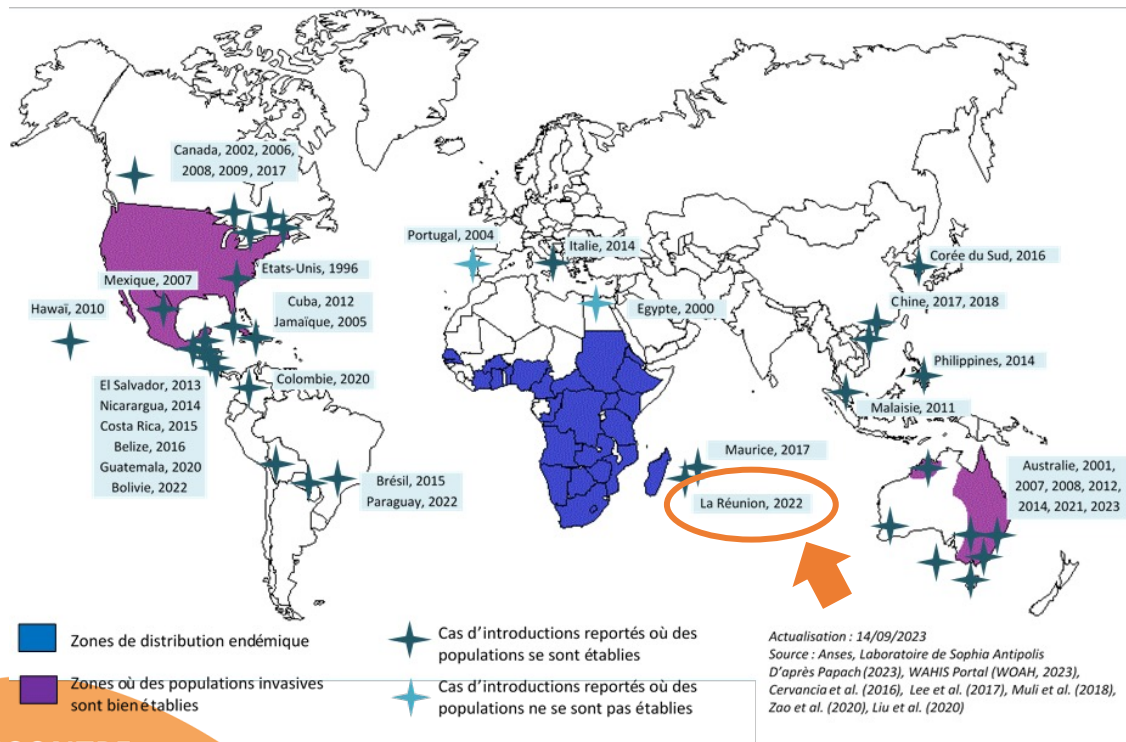 Canada, 2002, 2006,
2008, 2009, 2017
Portugal, 2004
Italie, 2014
Corée du Sud, 2016
Etats-Unis, 1996
Mexique, 2007
Hawaï, 2010
Cuba, 2012
Jamaïque, 2005
Egypte, 2000
Chine, 2017, 2018
Philippines, 2014
Colombie, 2020
El Salvador, 2013
Nicarargua, 2014
Costa Rica, 2015
Belize, 2016
Guatemala, 2020
Bolivie, 2022
Malaisie, 2011
Maurice, 2017
La Réunion, 2022
Brésil, 2015
Paraguay, 2022
Australie, 2001,
2007, 2008, 2012,
2014, 2021, 2023
Zones de distribution endémique
Zones où des populations invasives
sont bien établies
Cas d'introductions reportés où des
populations se sont établies
Cas d'introductions reportés où des
populations ne se sont pas établies
Actualisation : 14/09/2023
Source : Anses, Laboratoire de Sophia Antipolis
D'après Papach (2023), WAHIS Portal (WOAH, 2023),
Cervancia et al. (2016), Lee et al. (2017), Muli et al. (2018),
Zao et al. (2020), Liu et al. (2020)